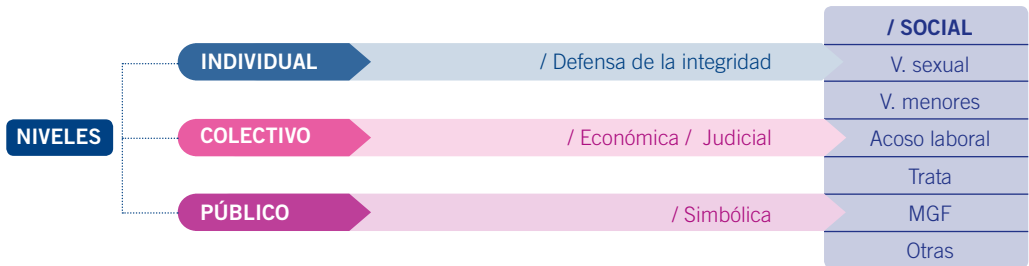 NIVELES
INDIVIDUAL
/ Defensa de la integridad
COLECTIVO
/ Económica / Judicial
PÚBLICO
/ Simbólica
/ SOCIAL
V. sexual
V. menores
Acoso laboral
Trata
MGF
Otras